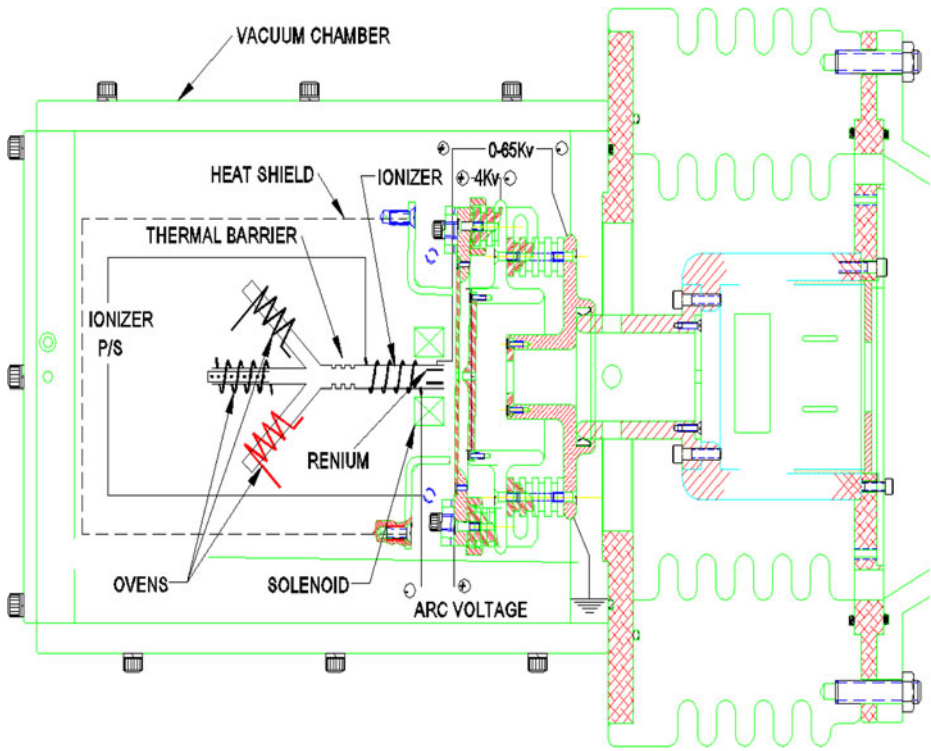 VACUUM CHAMBER
0-65Kv
HEAT SHIELD
IONIZER
4Kv
THERMAL BARRIER
IONIZER
P/S
RENIUM
OVENS
SOLENOID
ARC VOLTAGE